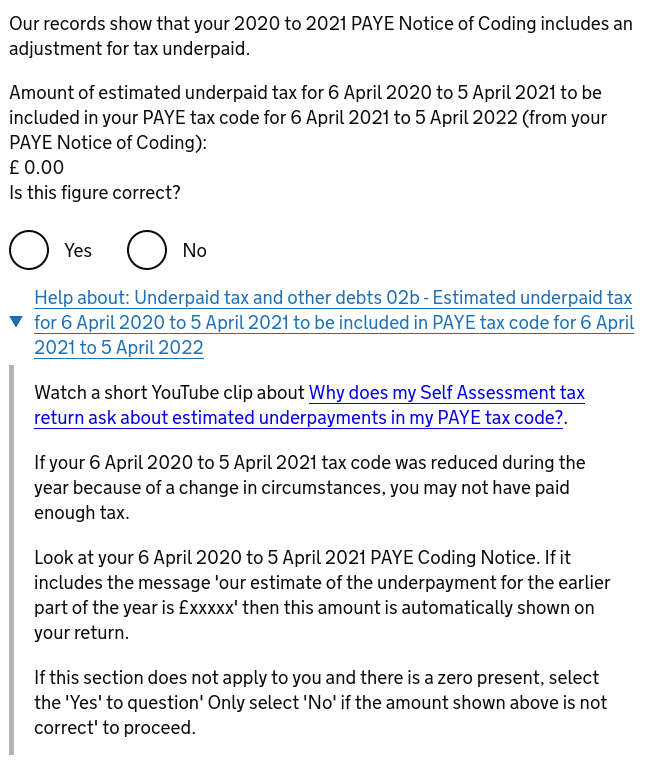 Our records show that your 2020 to 2021 PAYE Notice of Coding includes an
adjustment for tax underpaid.
Amount of estimated underpaid tax for 6 April 2020 to 5 April 2021 to be
included in your PAYE tax code for 6 April 2021 to 5 April 2022 (from your
PAYE Notice of Coding):
£ 0.00
Is this figure correct?
Yes No
Help about: Underpaid tax and other debts 02b - Estimated underpaid tax
for 6 April 2020 to 5 April 2021 to be included in PAYE tax code for 6 April
2021 to 5 April 2022
Watch a short YouTube clip about Why does my Self Assessment tax
return ask about estimated underpayments in my PAYE tax code?.
If your 6 April 2020 to 5 April 2021 tax code was reduced during the
year because of a change in circumstances, you may not have paid
enough tax.
Look at your 6 April 2020 to 5 April 2021 PAYE Coding Notice. If it
includes the message 'our estimate of the underpayment for the earlier
part of the year is £xxxxx' then this amount is automatically shown on
your return.
If this section does not apply to you and there is a zero present, select
the 'Yes' to question' Only select 'No' if the amount shown above is not
correct' to proceed.